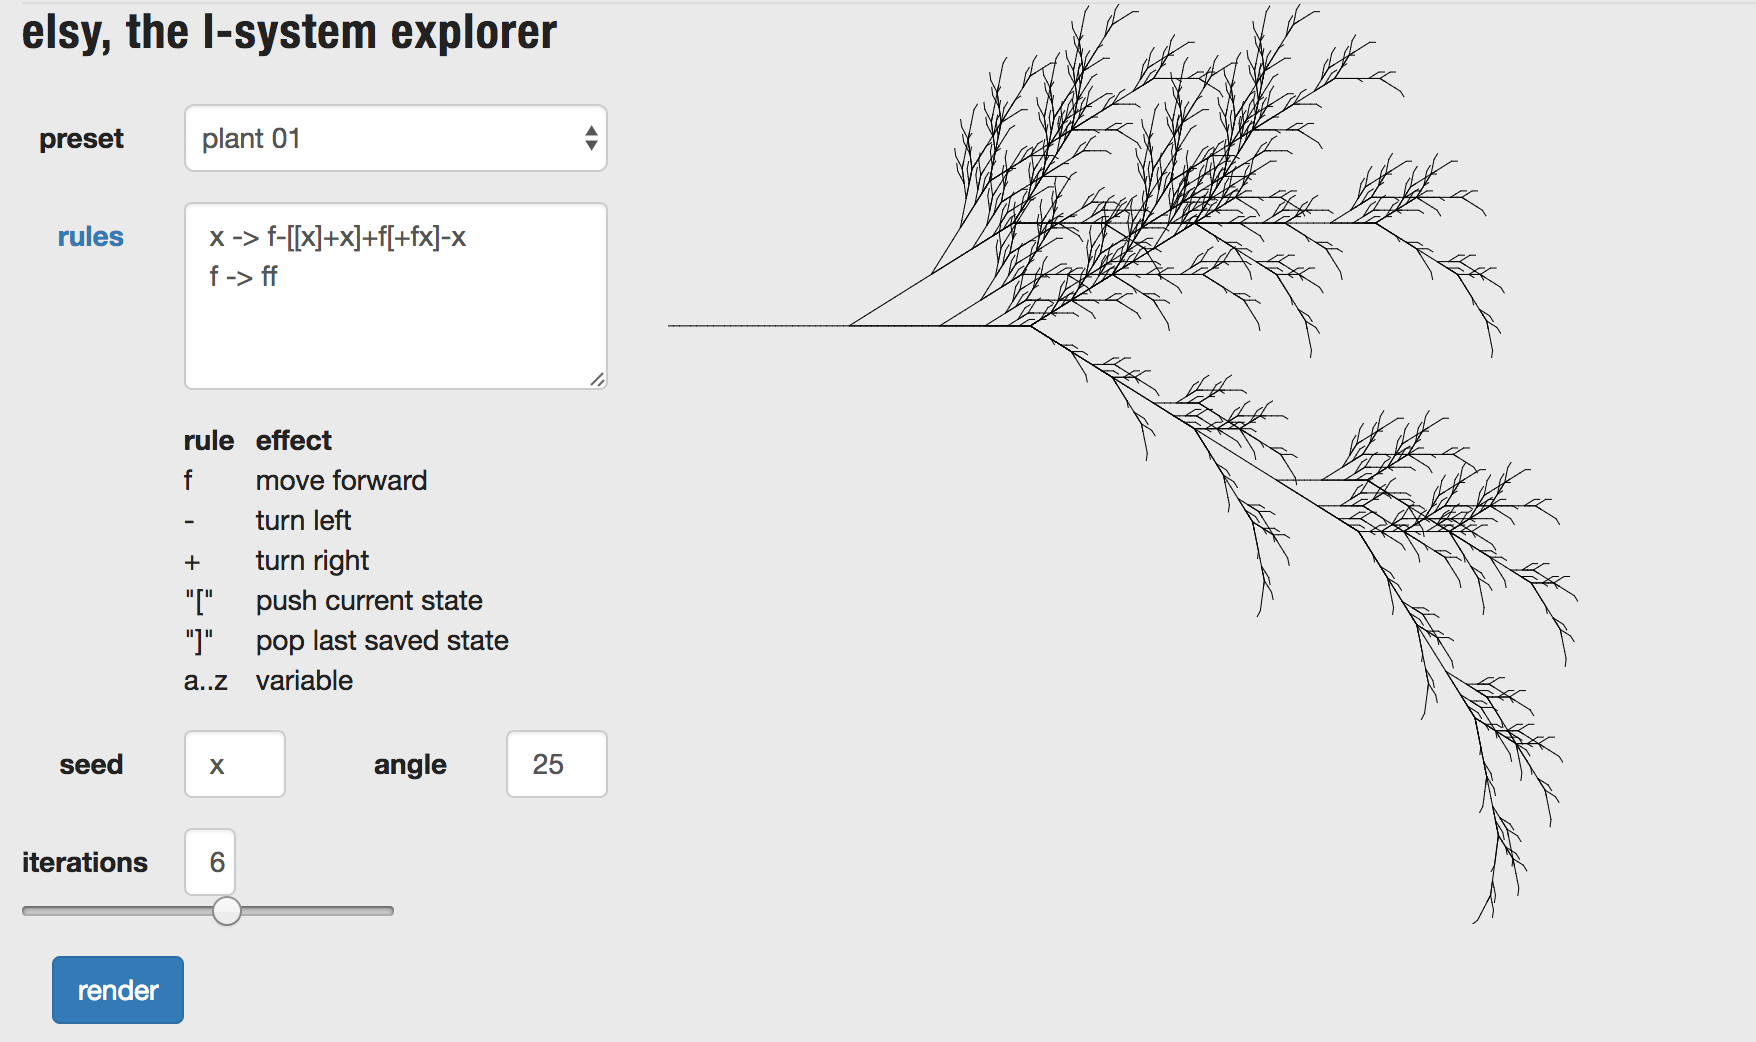 elsy, the l-system explorer
preset
plant 01
rules
x -> f-[[x]+x]+f[+fx]-x
f -> ff
rule effect
f move forward
- turn left
+ turn right
"[" push current state
"]" pop last saved state
a..z variable
seed x angle 25
iterations 6
render